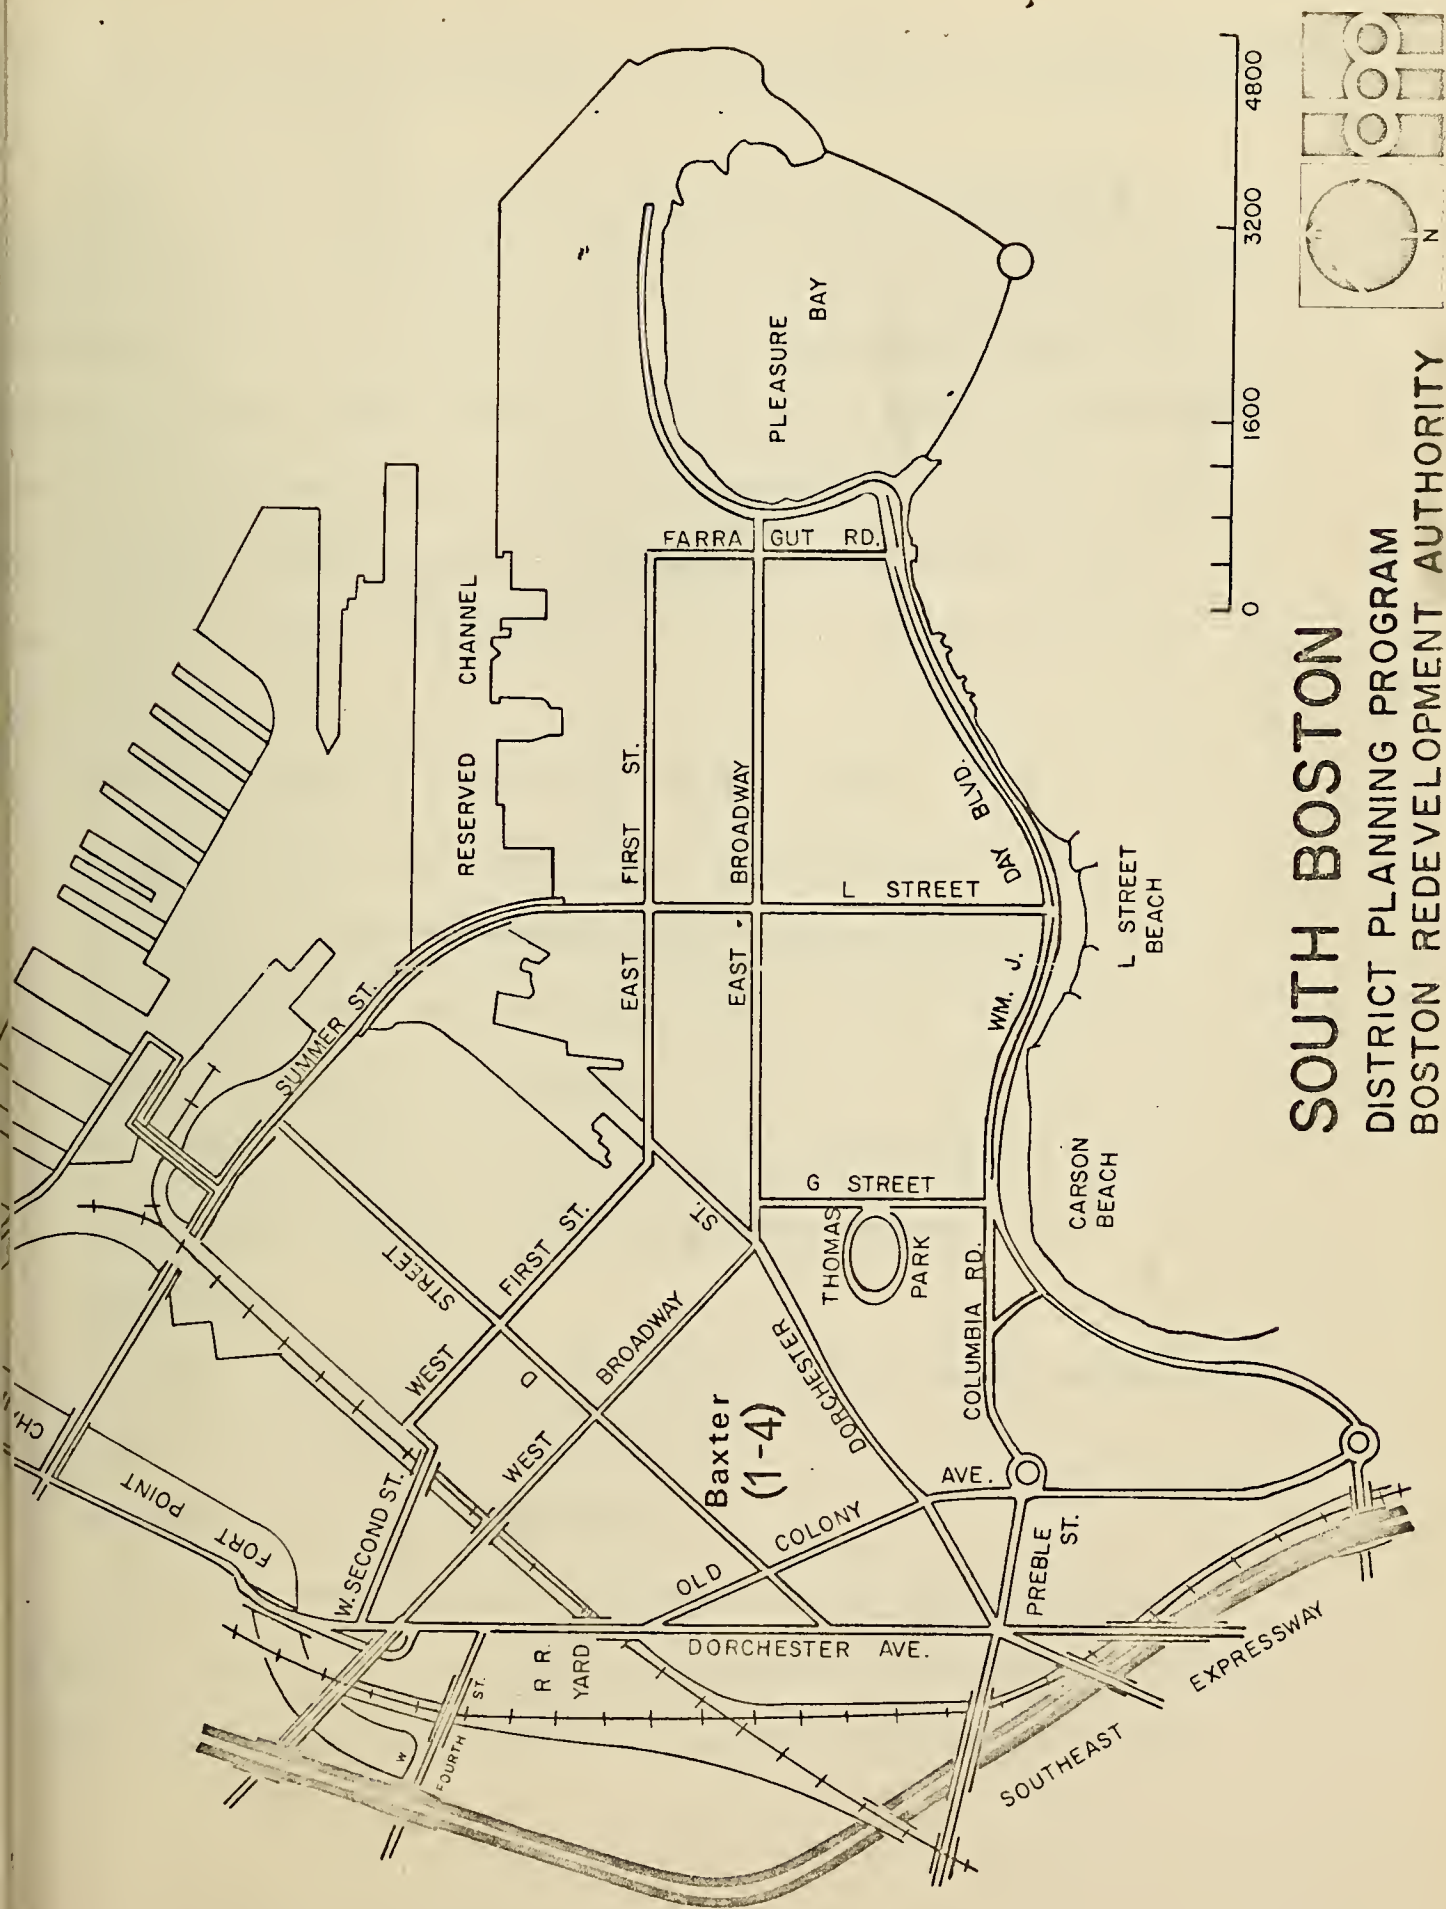 CHAN
FORT
POINT
SUMMER ST.
RESERVED CHANNEL
W. SECOND ST.
WEST FIRST ST.
EAST FIRST ST.
D STREET
WEST BROADWAY
EAST BROADWAY
FARRAGUT RD.
PLEASURE
BAY
DORCHESTER ST.
Baxter
(1-4)
L STREET
G STREET
THOMAS
PARK
WM. J. DAY BLVD.
COLUMBIA RD.
OLD COLONY AVE.
W FOURTH ST.
R R.
YARD
DORCHESTER AVE.
PREBLE
ST.
L STREET
BEACH
CARSON
BEACH
SOUTHEAST EXPRESSWAY
0 1600 3200 4800
N
SOUTH BOSTON
DISTRICT PLANNING PROGRAM
BOSTON REDEVELOPMENT AUTHORITY